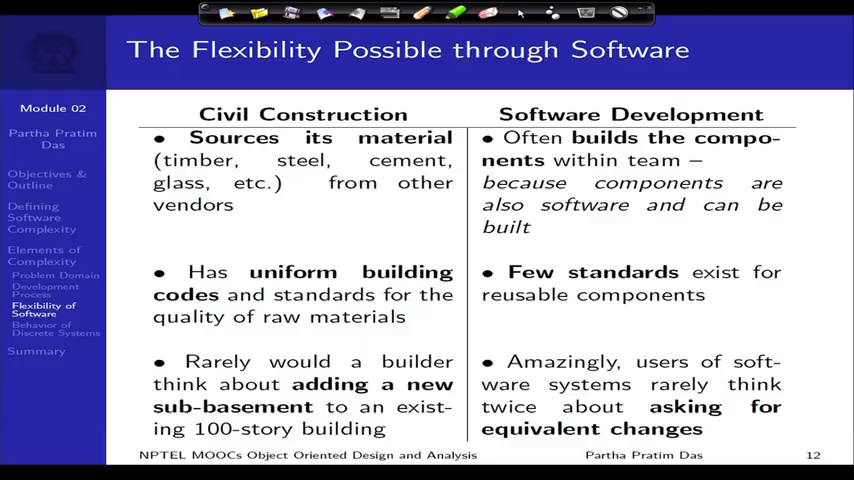 The Flexibility Possible through Software
Module 02
Partha Pratim
Das
Objectives &
Outline
Defining
Software
Complexity
Elements of
Complexity
Problem Domain
Development
Process
Flexibility of
Software
Behavior of
Discrete Systems
Summary
Civil Construction
• Sources its material
(timber, steel, cement,
glass, etc.) from other
vendors
• Has uniform building
codes and standards for the
quality of raw materials
• Rarely would a builder
think about adding a new
sub-basement to an exist-
ing 100-story building
Software Development
• Often builds the compo-
nents within team –
because components are
also software and can be
built
• Few standards exist for
reusable components
• Amazingly, users of soft-
ware systems rarely think
twice about asking for
equivalent changes
NPTEL MOOCs Object Oriented Design and Analysis
Partha Pratim Das
12